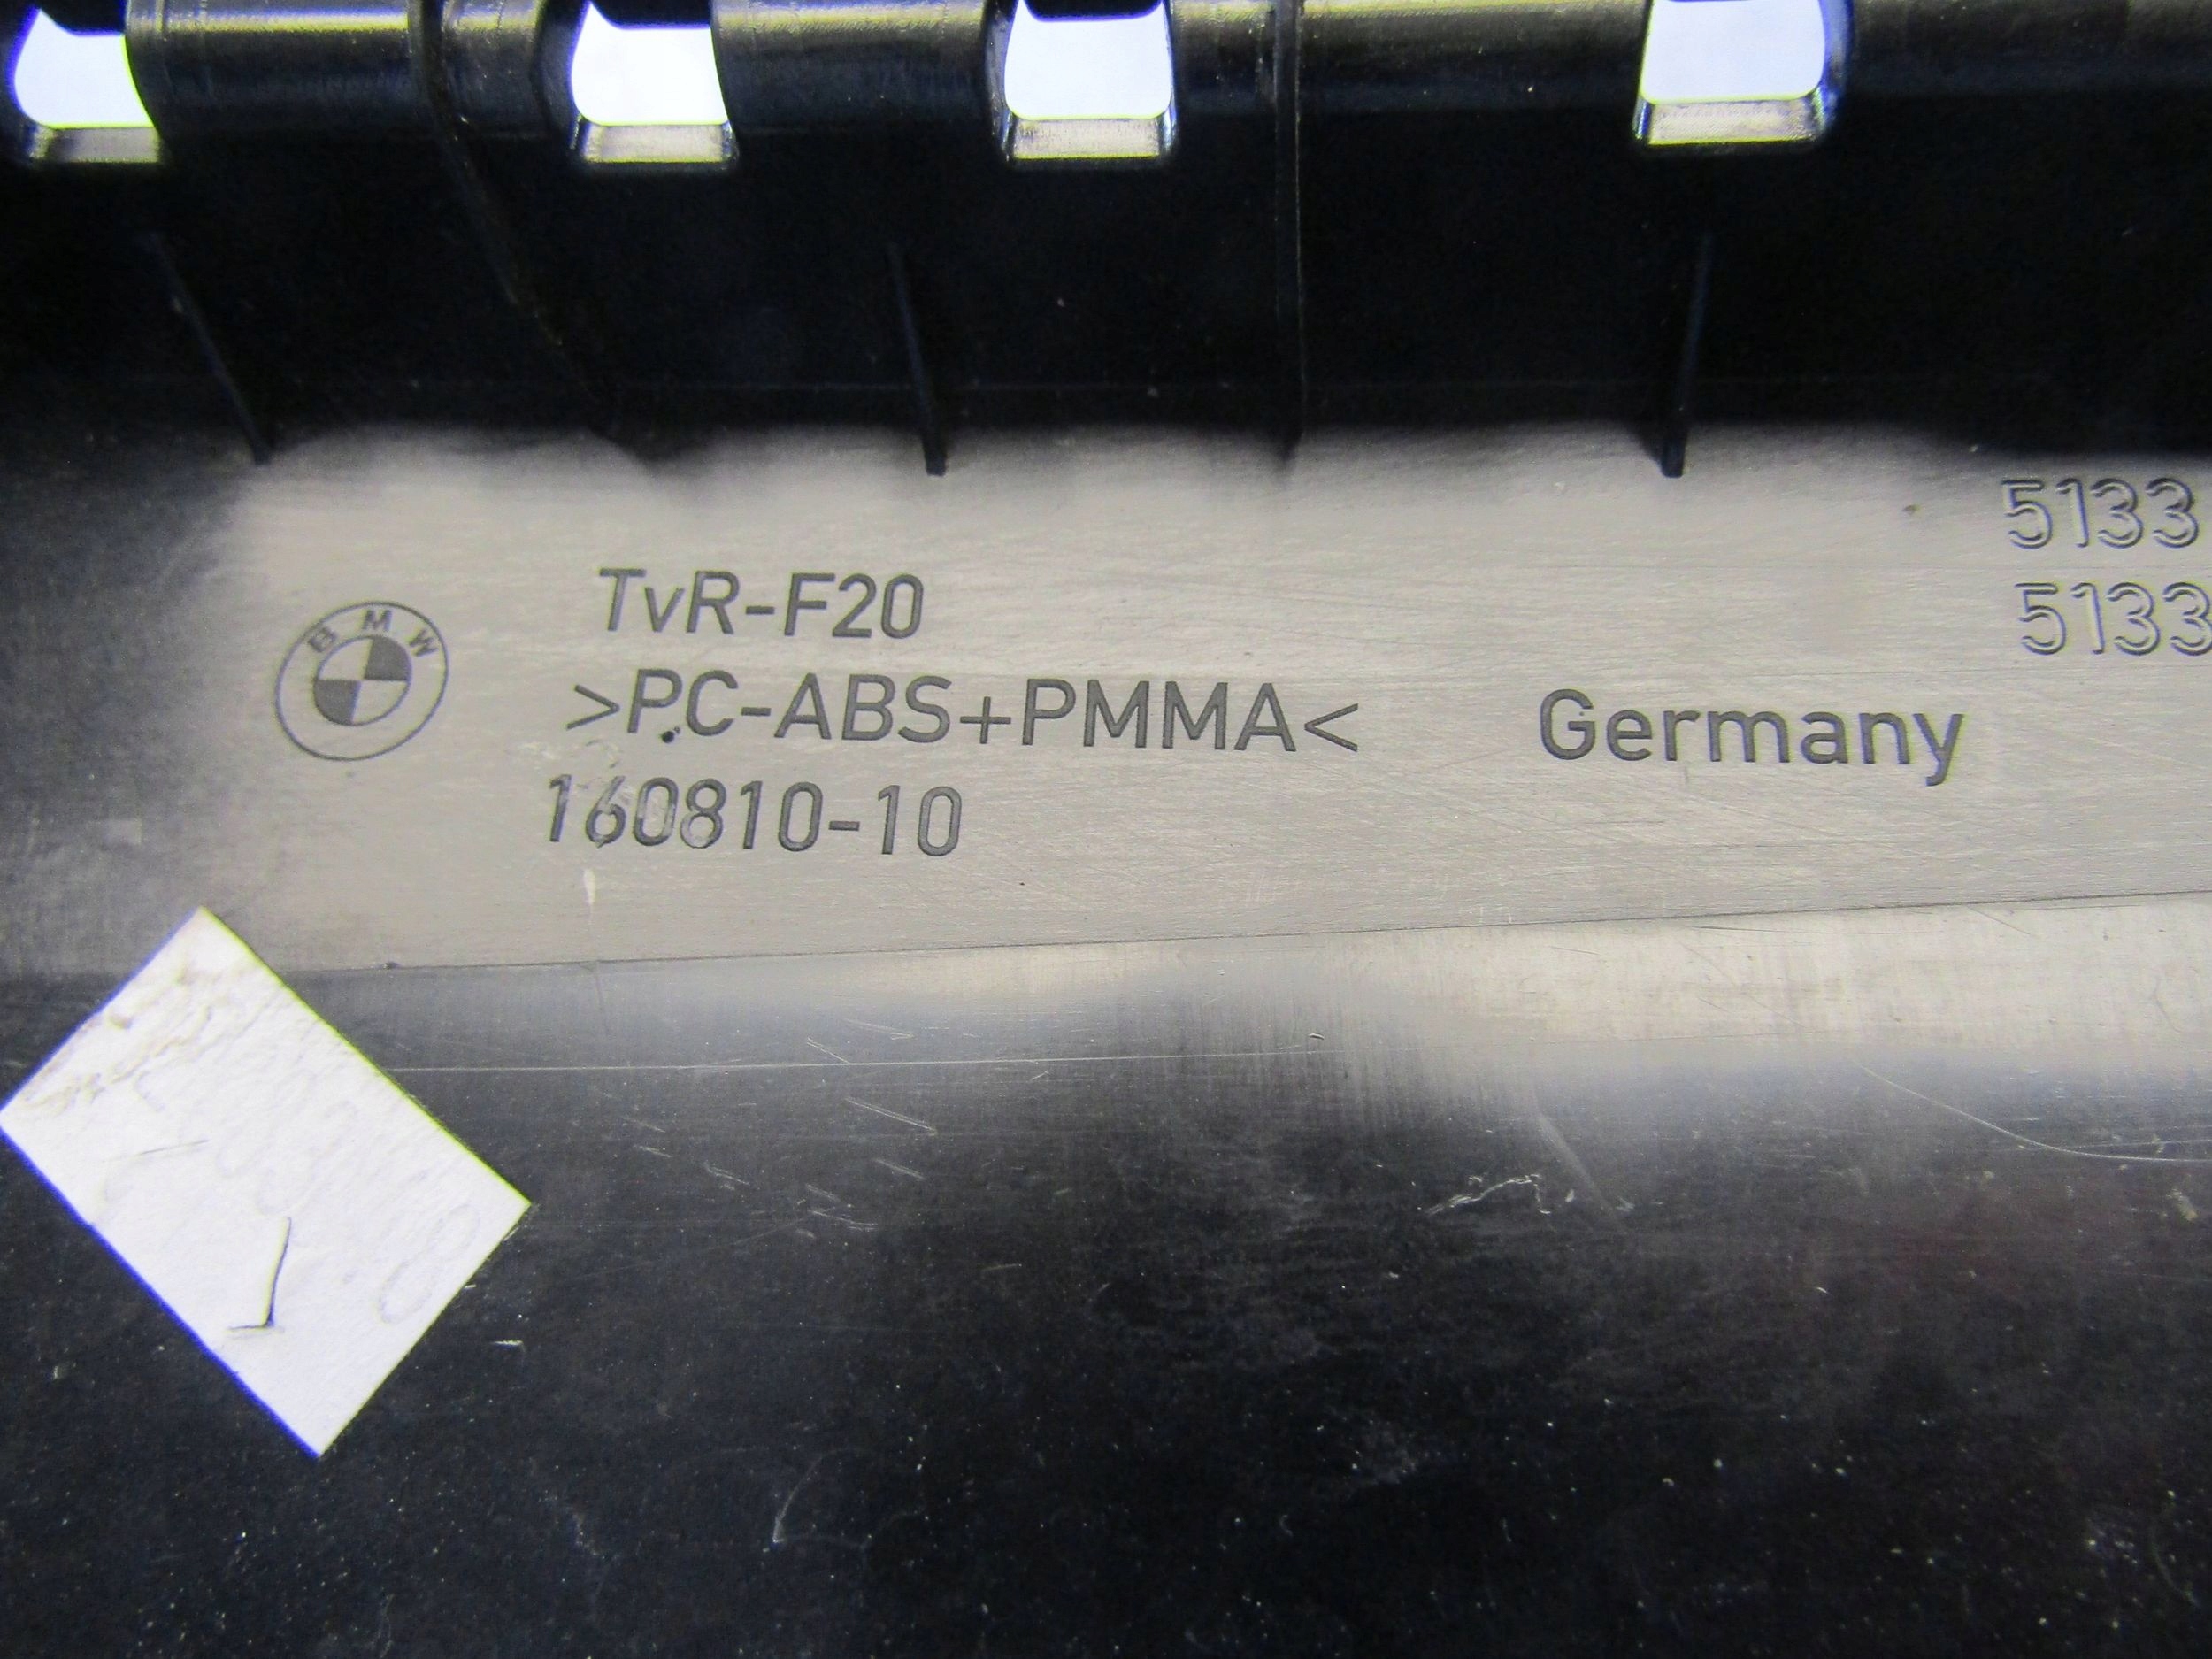 BMW
TvR-F20
>PC-ABS+PMMA<
160810-10
Germany
5133
5133